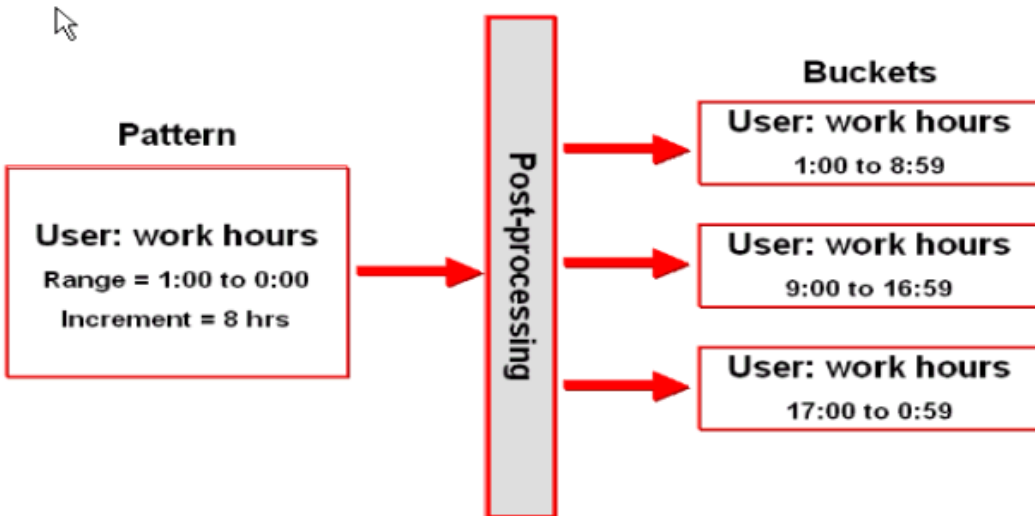 Pattern
User: work hours
Range = 1:00 to 0:00
Increment = 8 hrs
Post-processing
Buckets
User: work hours
1:00 to 8:59
User: work hours
9:00 to 16:59
User: work hours
17:00 to 0:59